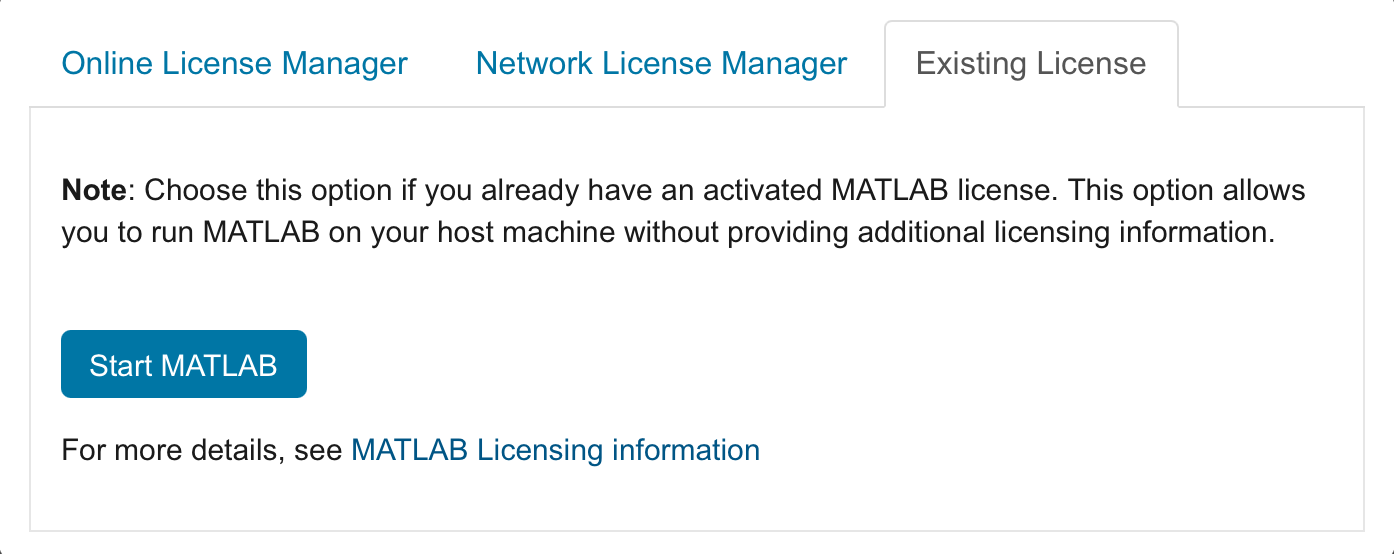 Online License Manager Network License Manager Existing License
Note: Choose this option if you already have an activated MATLAB license. This option allows
you to run MATLAB on your host machine without providing additional licensing information.
Start MATLAB
For more details, see MATLAB Licensing information